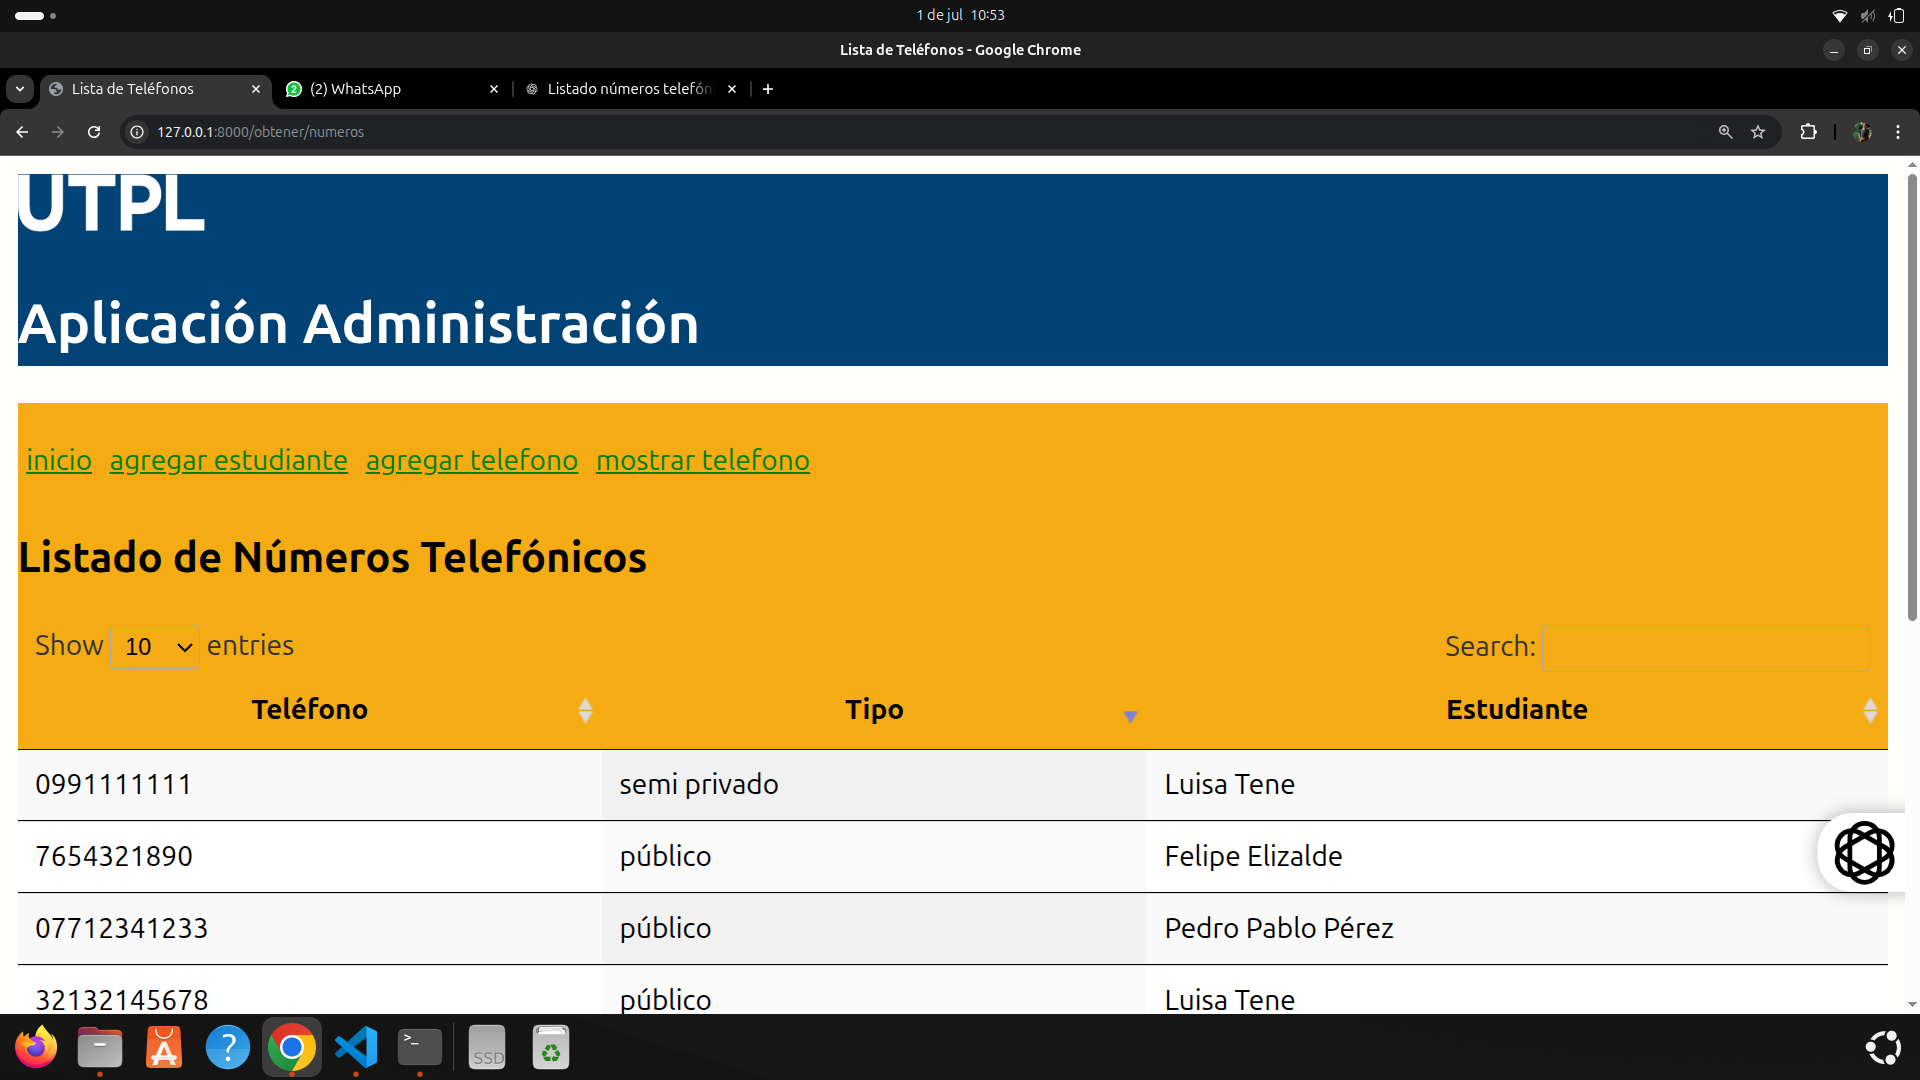 1 de jul 10:53
Lista de Teléfonos - Google Chrome
Lista de Teléfonos
2
(2) WhatsApp
Listado números telefón
127.0.0.1:8000/obtener/numeros
UTPL
Aplicación Administración
inicio agregar estudiante agregar telefono mostrar telefono
Listado de Números Telefónicos
Show 10 entries
Search:
Teléfono Tipo Estudiante
0991111111 semi privado Luisa Tene
7654321890 público Felipe Elizalde
07712341233 público Pedro Pablo Pérez
32132145678 público Luisa Tene
A ? >_ SSD